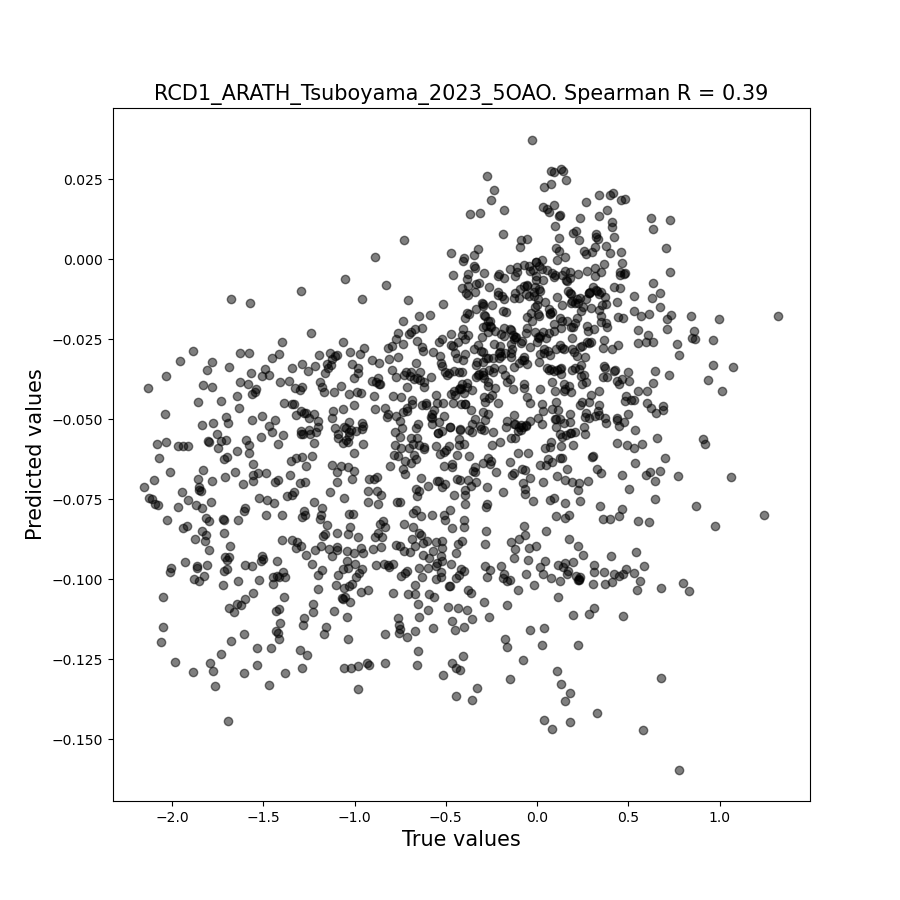 RCD1_ARATH_Tsuboyama_2023_5OAO. Spearman R = 0.39
Predicted values
0.025
0.000
−0.025
−0.050
−0.075
−0.100
−0.125
−0.150
−2.0 −1.5 −1.0 −0.5 0.0 0.5 1.0
True values